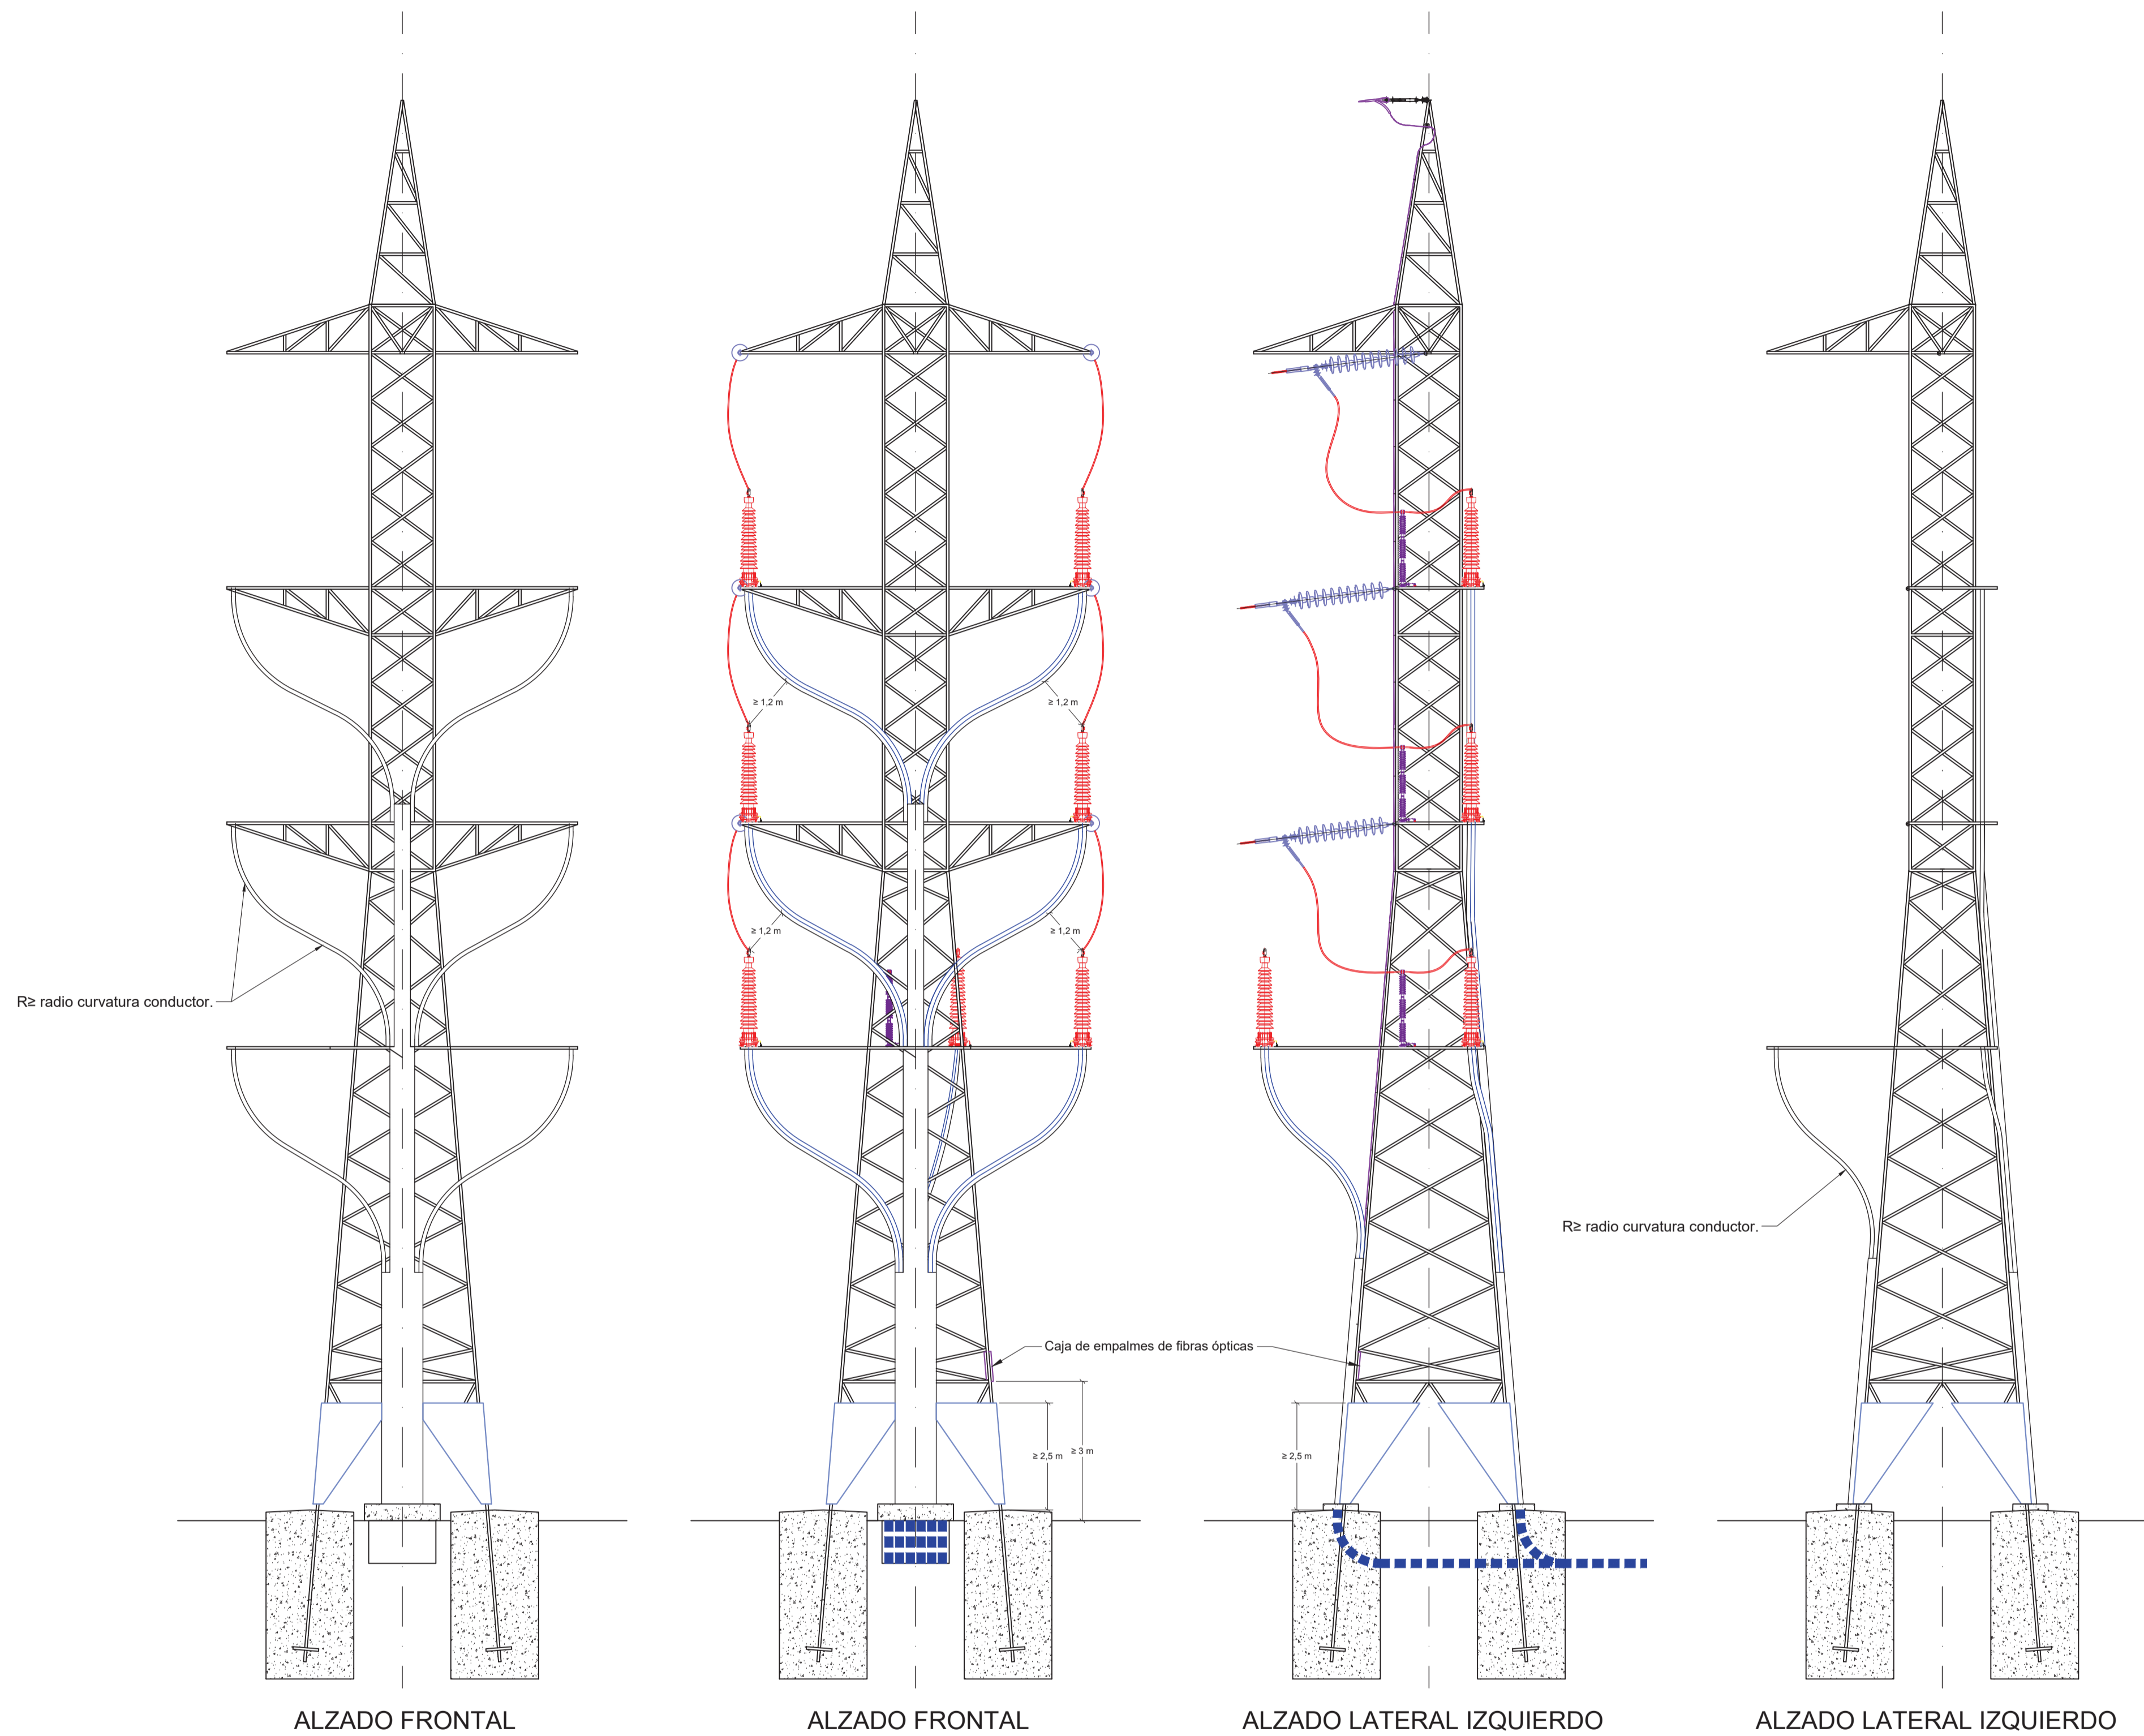 ≥ 1,2 m
≥ 1,2 m
≥ 1,2 m
≥ 1,2 m
R≥ radio curvatura conductor.
R≥ radio curvatura conductor.
Caja de empalmes de fibras ópticas
≥ 2,5 m
≥ 3 m
≥ 2,5 m
ALZADO FRONTAL
ALZADO FRONTAL
ALZADO LATERAL IZQUIERDO
ALZADO LATERAL IZQUIERDO